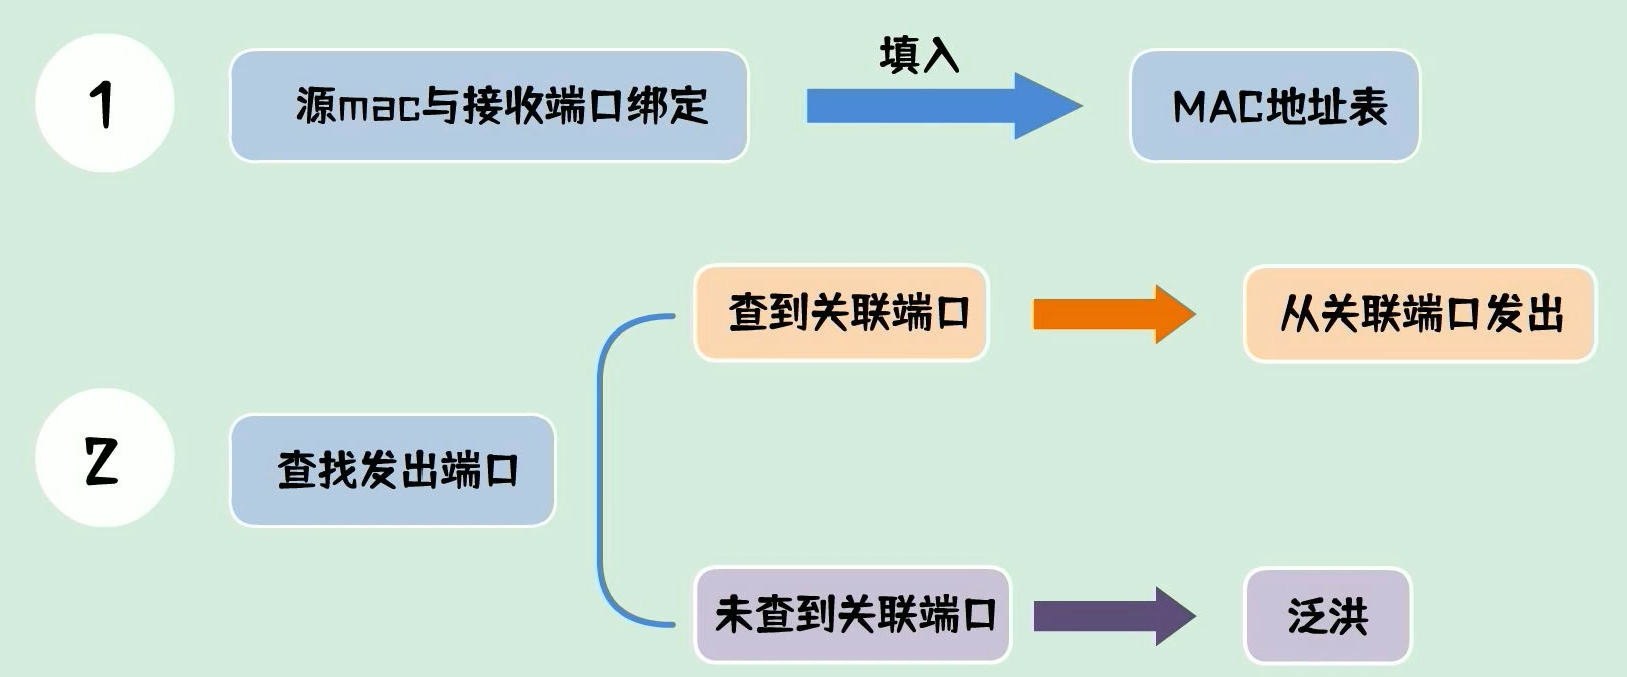 1
源mac与接收端口绑定
填入
MAC地址表
2
查找发出端口
查到关联端口
从关联端口发出
未查到关联端口
泛洪